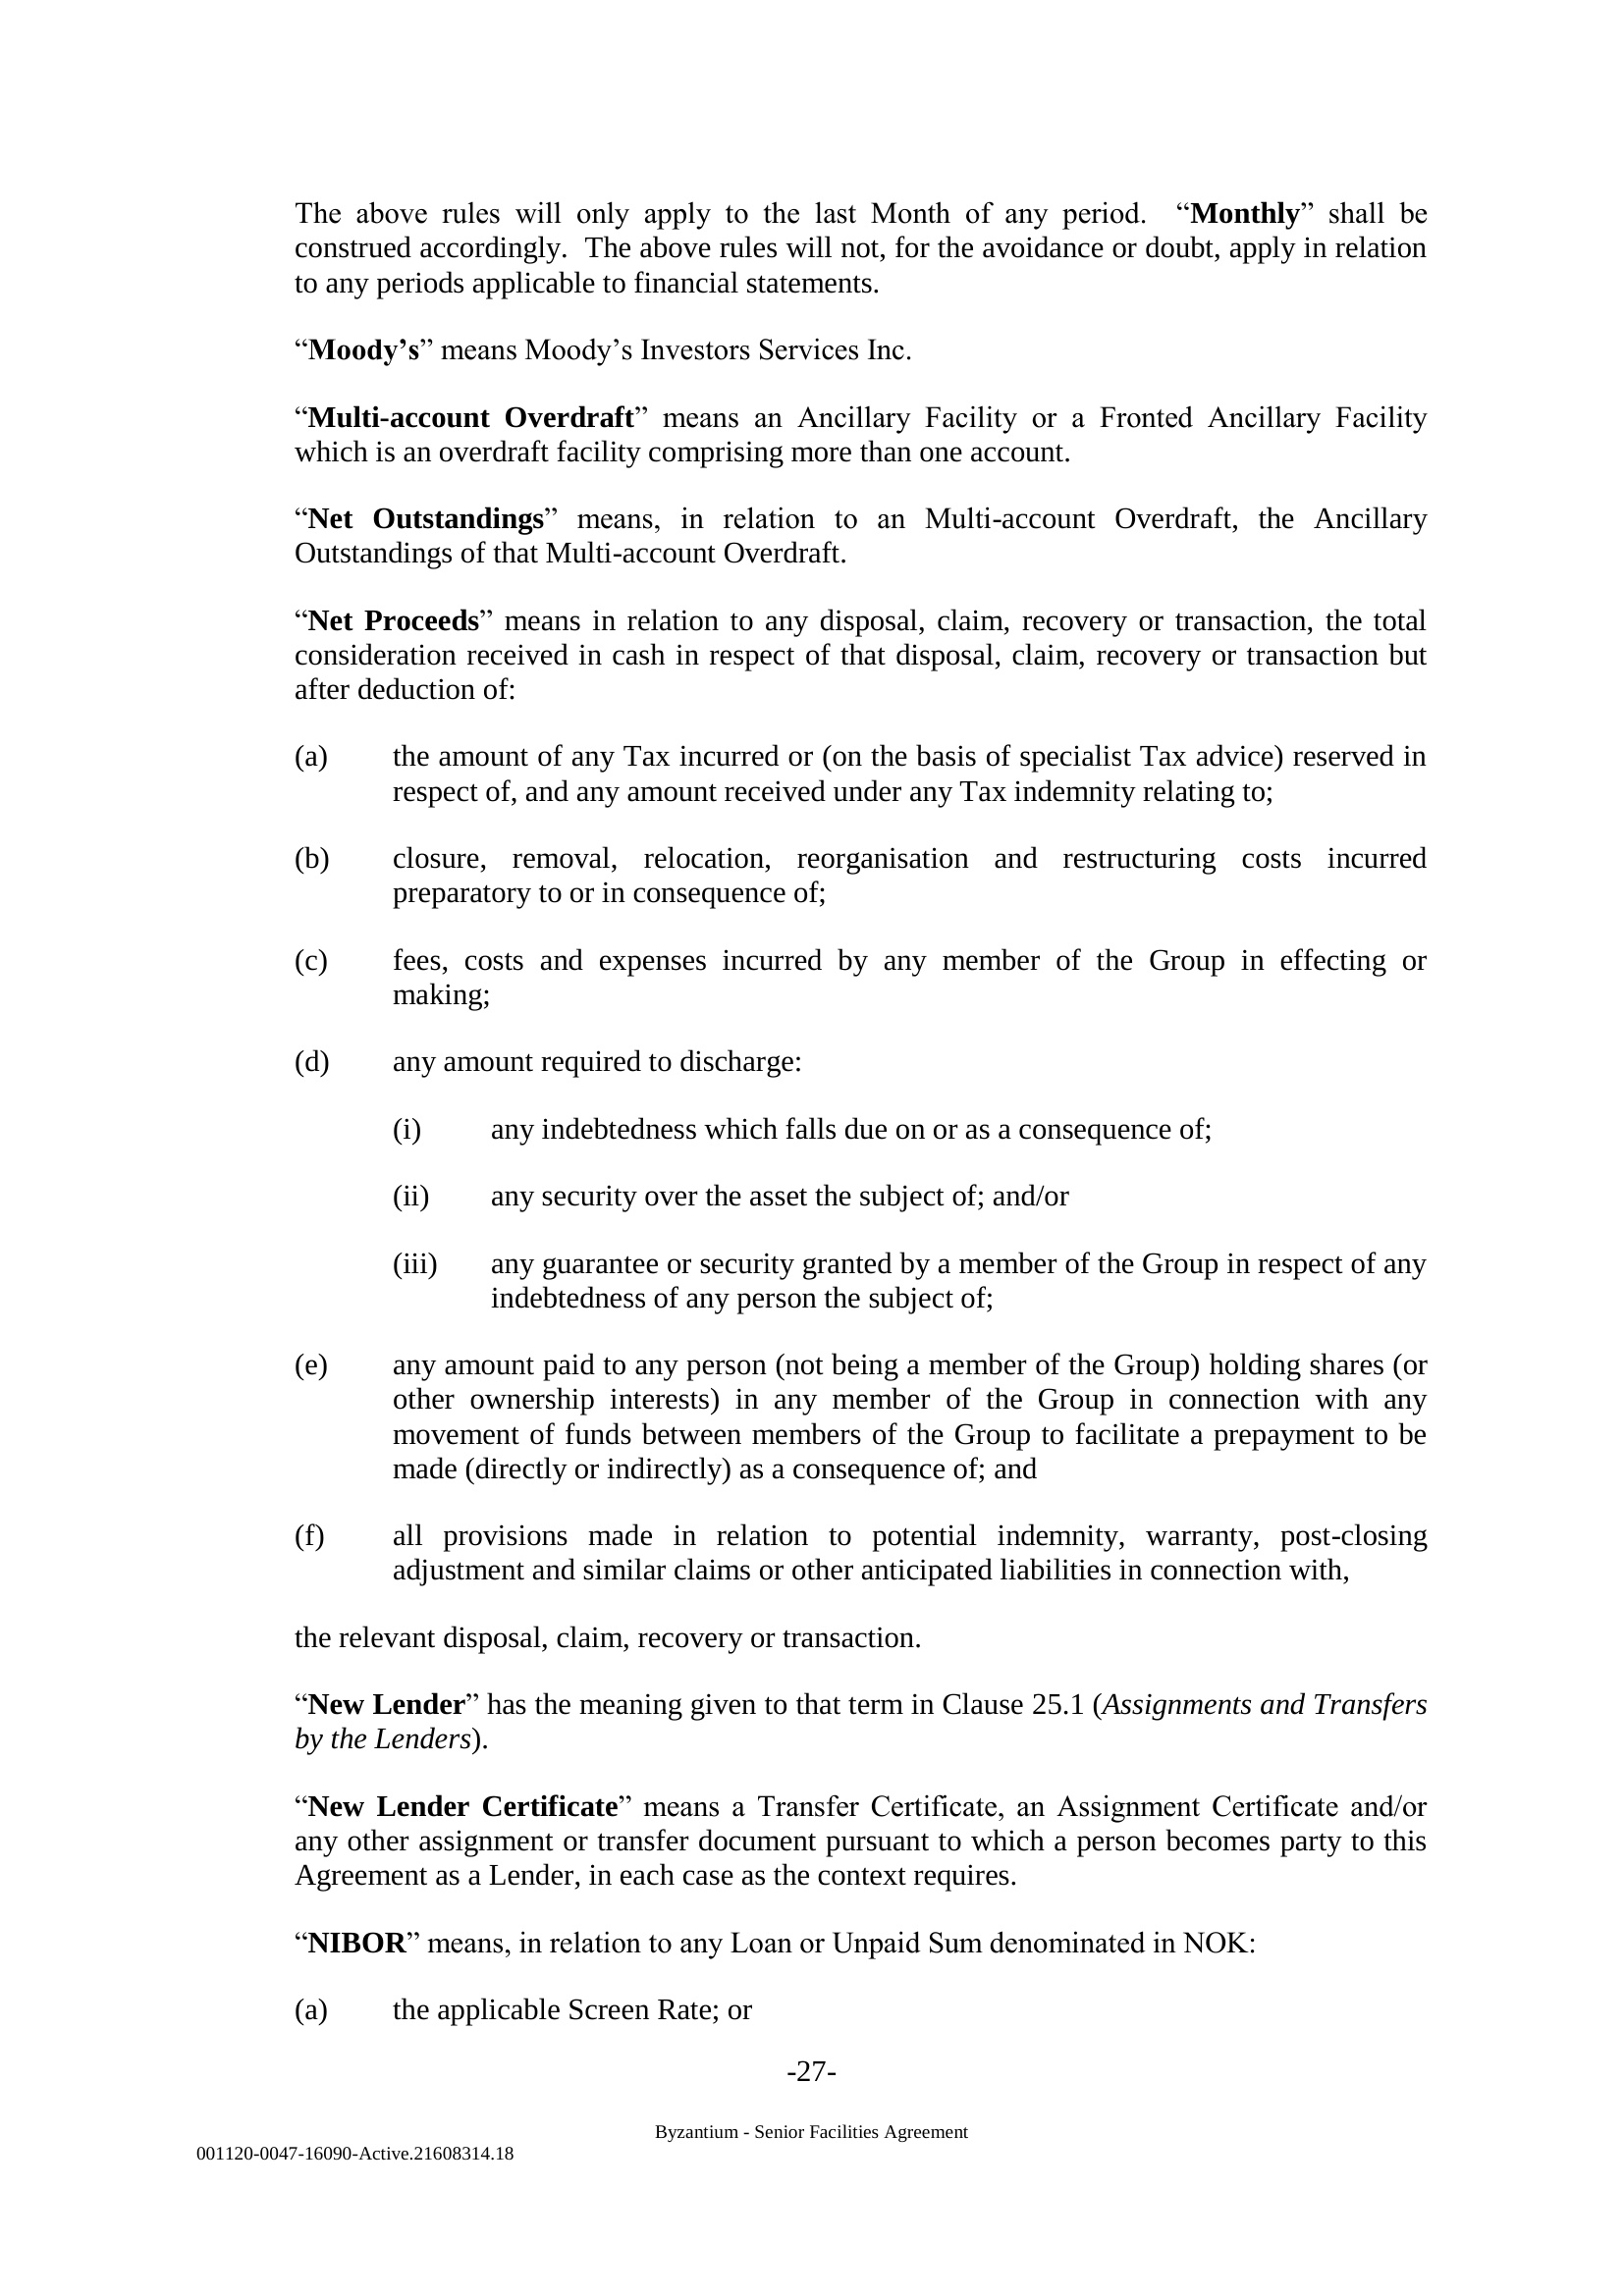 The above rules will only apply to the last Month of any period.  “Monthly” shall be
construed accordingly.  The above rules will not, for the avoidance or doubt, apply in relation
to any periods applicable to financial statements.
“Moody’s” means Moody’s Investors Services Inc.
“Multi-account Overdraft” means an Ancillary Facility or a Fronted Ancillary Facility
which is an overdraft facility comprising more than one account.
“Net Outstandings” means, in relation to an Multi-account Overdraft, the Ancillary
Outstandings of that Multi-account Overdraft.
“Net Proceeds” means in relation to any disposal, claim, recovery or transaction, the total
consideration received in cash in respect of that disposal, claim, recovery or transaction but
after deduction of:
(a) the amount of any Tax incurred or (on the basis of specialist Tax advice) reserved in
respect of, and any amount received under any Tax indemnity relating to;
(b) closure, removal, relocation, reorganisation and restructuring costs incurred
preparatory to or in consequence of;
(c) fees, costs and expenses incurred by any member of the Group in effecting or
making;
(d) any amount required to discharge:
(i) any indebtedness which falls due on or as a consequence of;
(ii) any security over the asset the subject of; and/or
(iii) any guarantee or security granted by a member of the Group in respect of any
indebtedness of any person the subject of;
(e) any amount paid to any person (not being a member of the Group) holding shares (or
other ownership interests) in any member of the Group in connection with any
movement of funds between members of the Group to facilitate a prepayment to be
made (directly or indirectly) as a consequence of; and
(f) all provisions made in relation to potential indemnity, warranty, post-closing
adjustment and similar claims or other anticipated liabilities in connection with,
the relevant disposal, claim, recovery or transaction.
“New Lender” has the meaning given to that term in Clause 25.1 (Assignments and Transfers
by the Lenders).
“New Lender Certificate” means a Transfer Certificate, an Assignment Certificate and/or
any other assignment or transfer document pursuant to which a person becomes party to this
Agreement as a Lender, in each case as the context requires.
“NIBOR” means, in relation to any Loan or Unpaid Sum denominated in NOK:
(a) the applicable Screen Rate; or
-27-
Byzantium - Senior Facilities Agreement
001120-0047-16090-Active.21608314.18